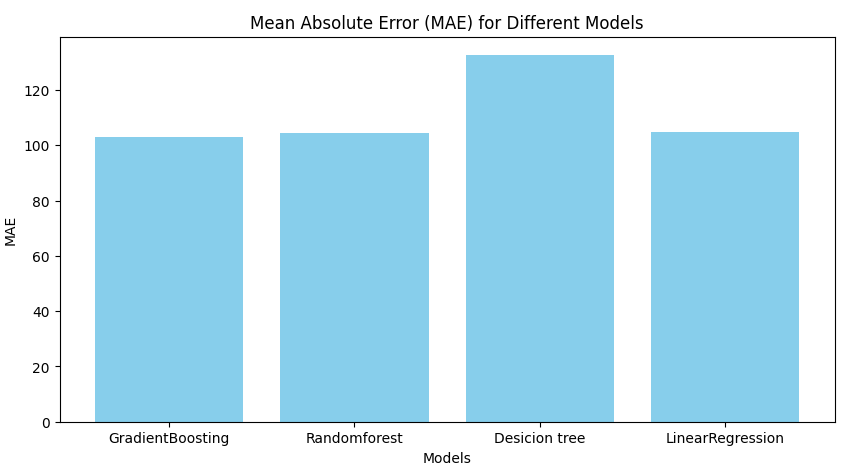 Mean Absolute Error (MAE) for Different Models
MAE
120
100
80
60
40
20
0
GradientBoosting
Randomforest
Desicion tree
LinearRegression
Models